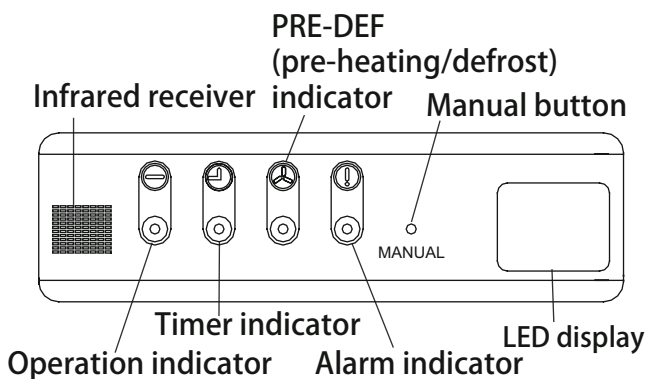 PRE-DEF
(pre-heating/defrost)
Infrared receiver
indicator
Manual button
MANUAL
Timer indicator
LED display
Operation indicator
Alarm indicator